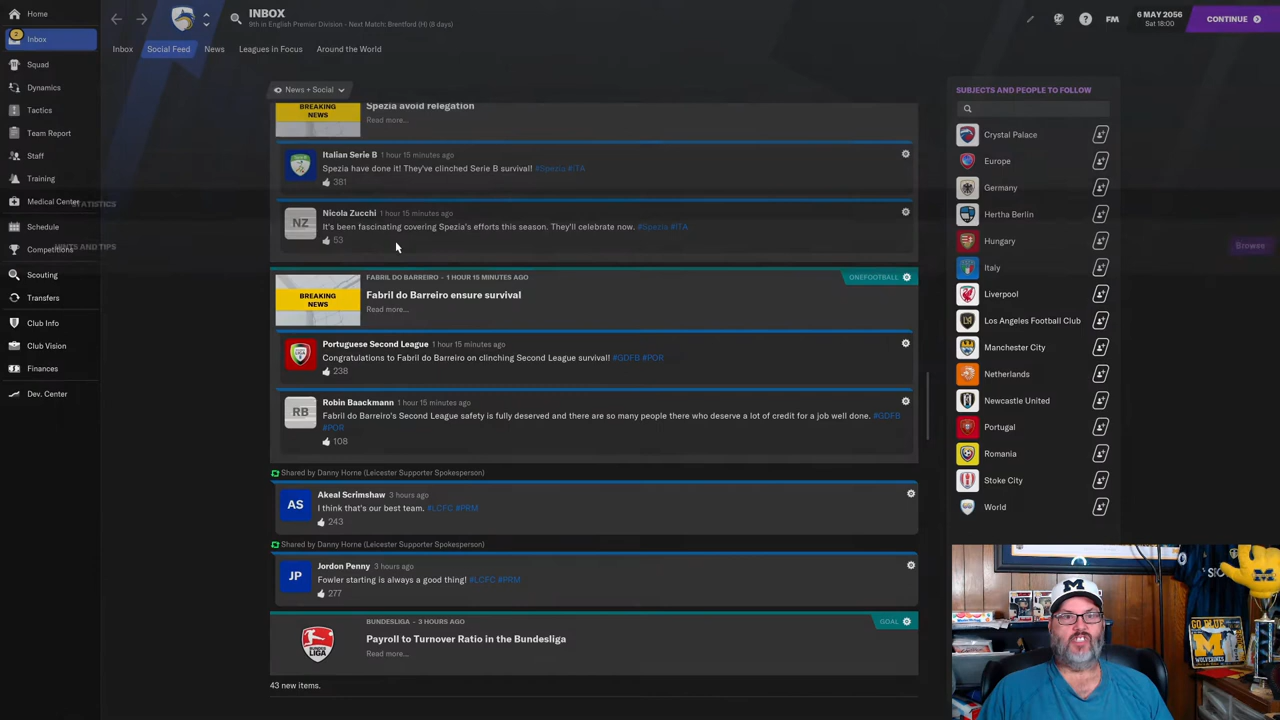 INBOX
9th in English Premier Division - Next Match: Brentford (H) (8 days)
FM
6 MAY 2056
Sat 18:00
CONTINUE
Home
2
Inbox
Squad
Dynamics
Tactics
Team Report
Staff
Training
Medical Center
STATISTICS
Schedule
Competitions
HINTS AND TIPS
Scouting
Transfers
Club Info
Club Vision
Finances
Dev. Center
Inbox
Social Feed
News
Leagues in Focus
Around the World
News + Social
BREAKING NEWS
Spezia avoid relegation
Read more...
Italian Serie B 1 hour 15 minutes ago
Spezia have done it! They've clinched Serie B survival! #Spezia #ITA
381
NZ
Nicola Zucchi 1 hour 15 minutes ago
It's been fascinating covering Spezia's efforts this season. They'll celebrate now. #Spezia #ITA
53
FABRIL DO BARREIRO - 1 HOUR 15 MINUTES AGO
ONEFOOTBALL
BREAKING NEWS
Fabril do Barreiro ensure survival
Read more...
Portuguese Second League 1 hour 15 minutes ago
Congratulations to Fabril do Barreiro on clinching Second League survival! #GDFB #POR
238
RB
Robin Baackmann 1 hour 15 minutes ago
Fabril do Barreiro's Second League safety is fully deserved and there are so many people there who deserve a lot of credit for a job well done. #GDFB
#POR
108
Shared by Danny Horne (Leicester Supporter Spokesperson)
AS
Akeal Scrimshaw 3 hours ago
I think that's our best team. #LCFC #PRM
243
Shared by Danny Horne (Leicester Supporter Spokesperson)
JP
Jordon Penny 3 hours ago
Fowler starting is always a good thing! #LCFC #PRM
277
BUNDESLIGA - 3 HOURS AGO
GOAL
Payroll to Turnover Ratio in the Bundesliga
Read more...
BUNDESLIGA
43 new items.
SUBJECTS AND PEOPLE TO FOLLOW
Crystal Palace
Europe
Germany
Hertha Berlin
Hungary
Italy
Liverpool
Los Angeles Football Club
Manchester City
Netherlands
Newcastle United
Portugal
Romania
Stoke City
World
Browse
M
GO BLUE
M
WOLVERINES